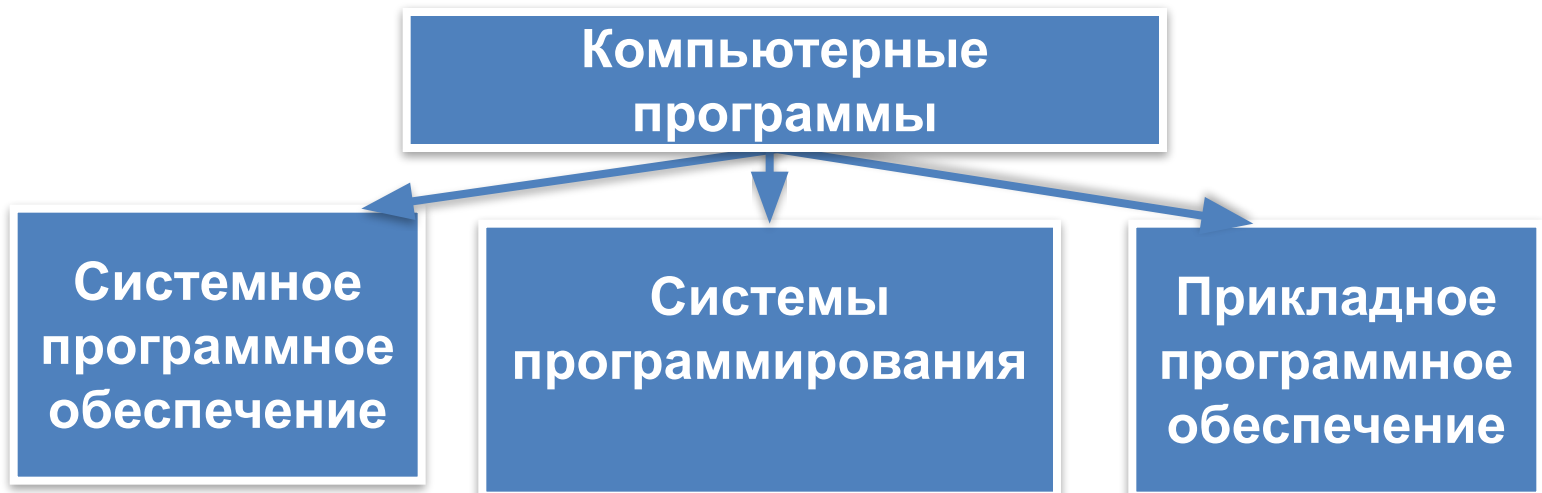 Компьютерные
программы
Системное
программное
обеспечение
Системы
программирования
Прикладное
программное
обеспечение